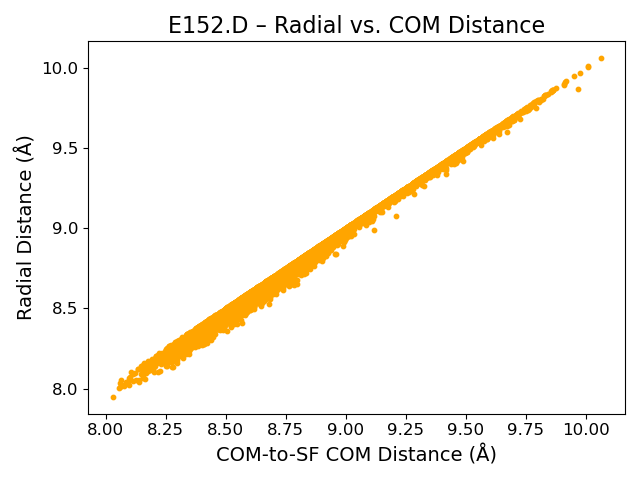 E152.D – Radial vs. COM Distance
Radial Distance (Å)
10.0
9.5
9.0
8.5
8.0
8.00 8.25 8.50 8.75 9.00 9.25 9.50 9.75 10.00
COM-to-SF COM Distance (Å)